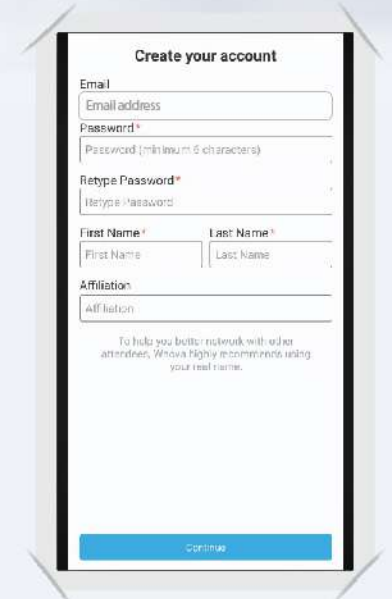 Create your account
Email
Email address
Password*
Password (minimum 6 characters)
Retype Password*
Retype Password
First Name* Last Name*
First Name Last Name
Affiliation
Affiliation
To help you better network with other
attendees, Whova highly recommends using
your real name.
Continue